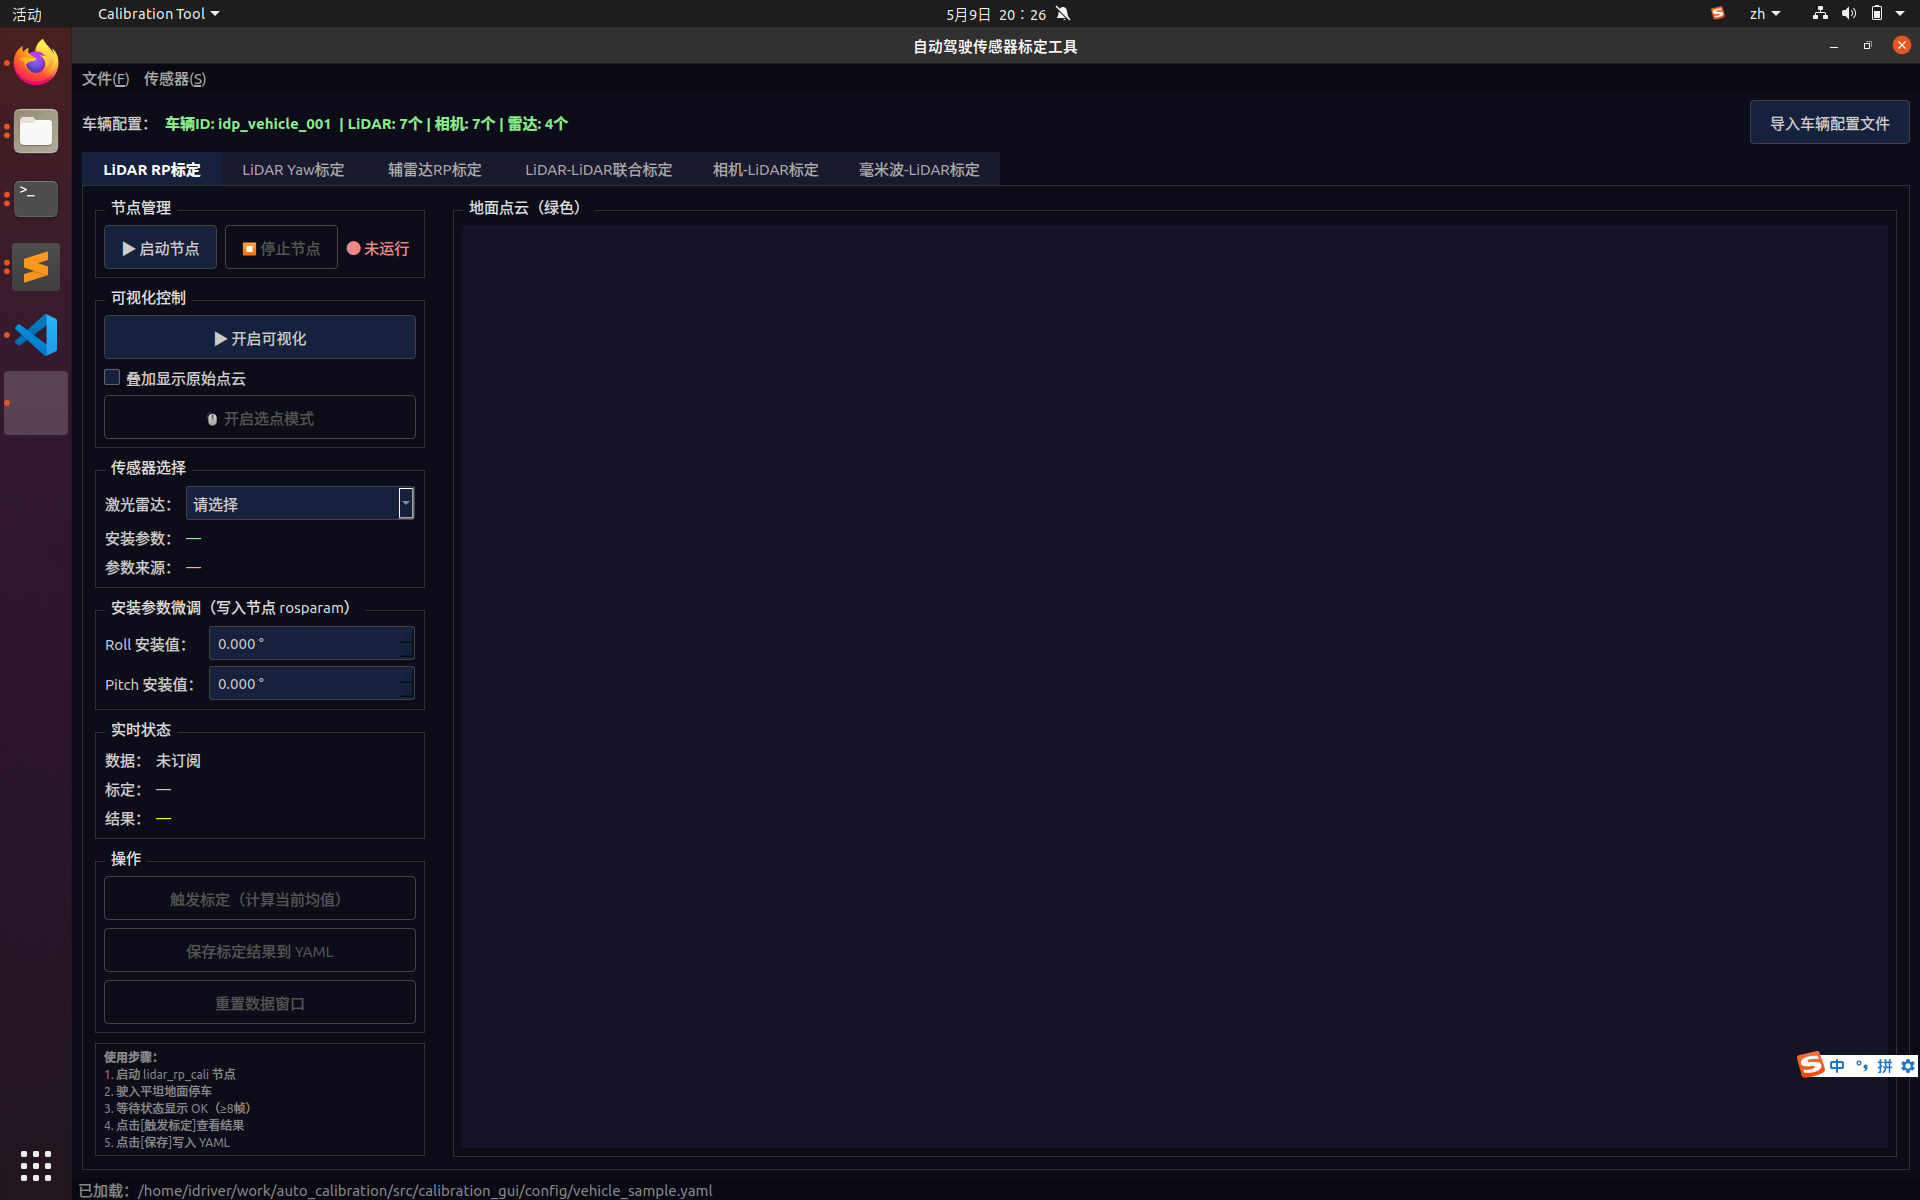 活动
Calibration Tool
5月9日 20：26
zh
自动驾驶传感器标定工具
文件(F) 传感器(S)
车辆配置： 车辆ID: idp_vehicle_001 | LiDAR: 7个 | 相机: 7个 | 雷达: 4个
导入车辆配置文件
LiDAR RP标定
LiDAR Yaw标定
辅雷达RP标定
LiDAR-LiDAR联合标定
相机-LiDAR标定
毫米波-LiDAR标定
节点管理
启动节点
停止节点
未运行
可视化控制
开启可视化
叠加显示原始点云
开启选点模式
传感器选择
激光雷达： 请选择
安装参数： —
参数来源： —
安装参数微调（写入节点 rosparam）
Roll 安装值： 0.000 °
Pitch 安装值： 0.000 °
实时状态
数据： 未订阅
标定： —
结果： —
操作
触发标定（计算当前均值）
保存标定结果到 YAML
重置数据窗口
使用步骤：
1. 启动 lidar_rp_cali 节点
2. 驶入平坦地面停车
3. 等待状态显示 OK（≥8帧）
4. 点击[触发标定]查看结果
5. 点击[保存]写入 YAML
地面点云（绿色）
中 °, 拼
已加载：/home/idriver/work/auto_calibration/src/calibration_gui/config/vehicle_sample.yaml